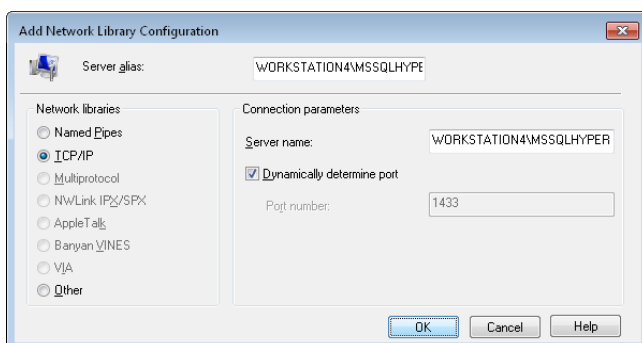 Add Network Library Configuration
Server alias:
WORKSTATION4\MSSQLHYPE
Network libraries
Named Pipes
TCP/IP
Multiprotocol
NWLink IPX/SPX
AppleTalk
Banyan VINES
VIA
Other
Connection parameters
Server name:
WORKSTATION4\MSSQLHYPER
Dynamically determine port
Port number:
1433
OK
Cancel
Help